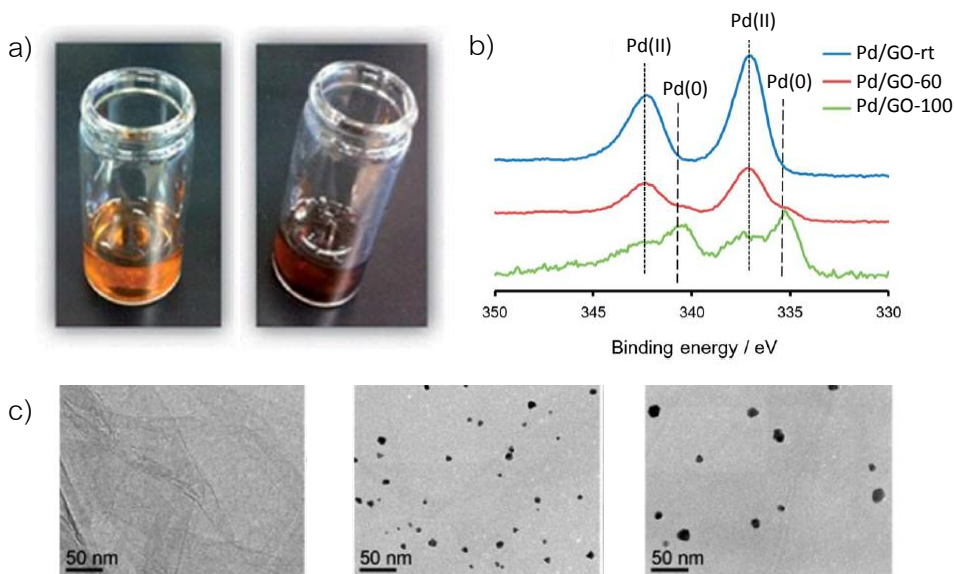 a)
b)
Pd(II)
Pd(0)
Pd(II)
Pd(0)
Pd/GO-rt
Pd/GO-60
Pd/GO-100
350 345 340 335 330
Binding energy / eV
c)
50 nm
50 nm
50 nm